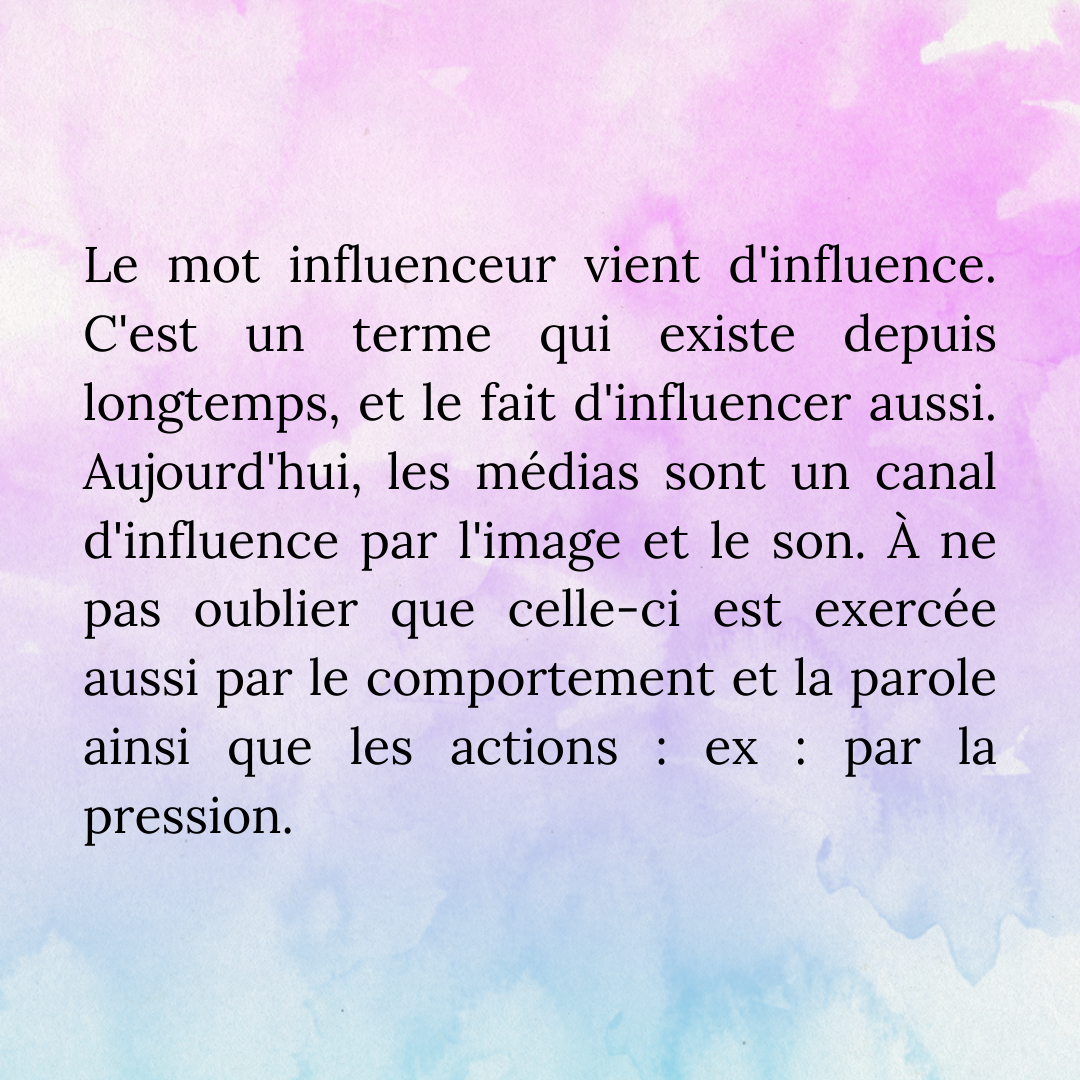 Le mot influenceur vient d'influence.
C'est un terme qui existe depuis
longtemps, et le fait d'influencer aussi.
Aujourd'hui, les médias sont un canal
d'influence par l'image et le son. À ne
pas oublier que celle-ci est exercée
aussi par le comportement et la parole
ainsi que les actions : ex : par la
pression.